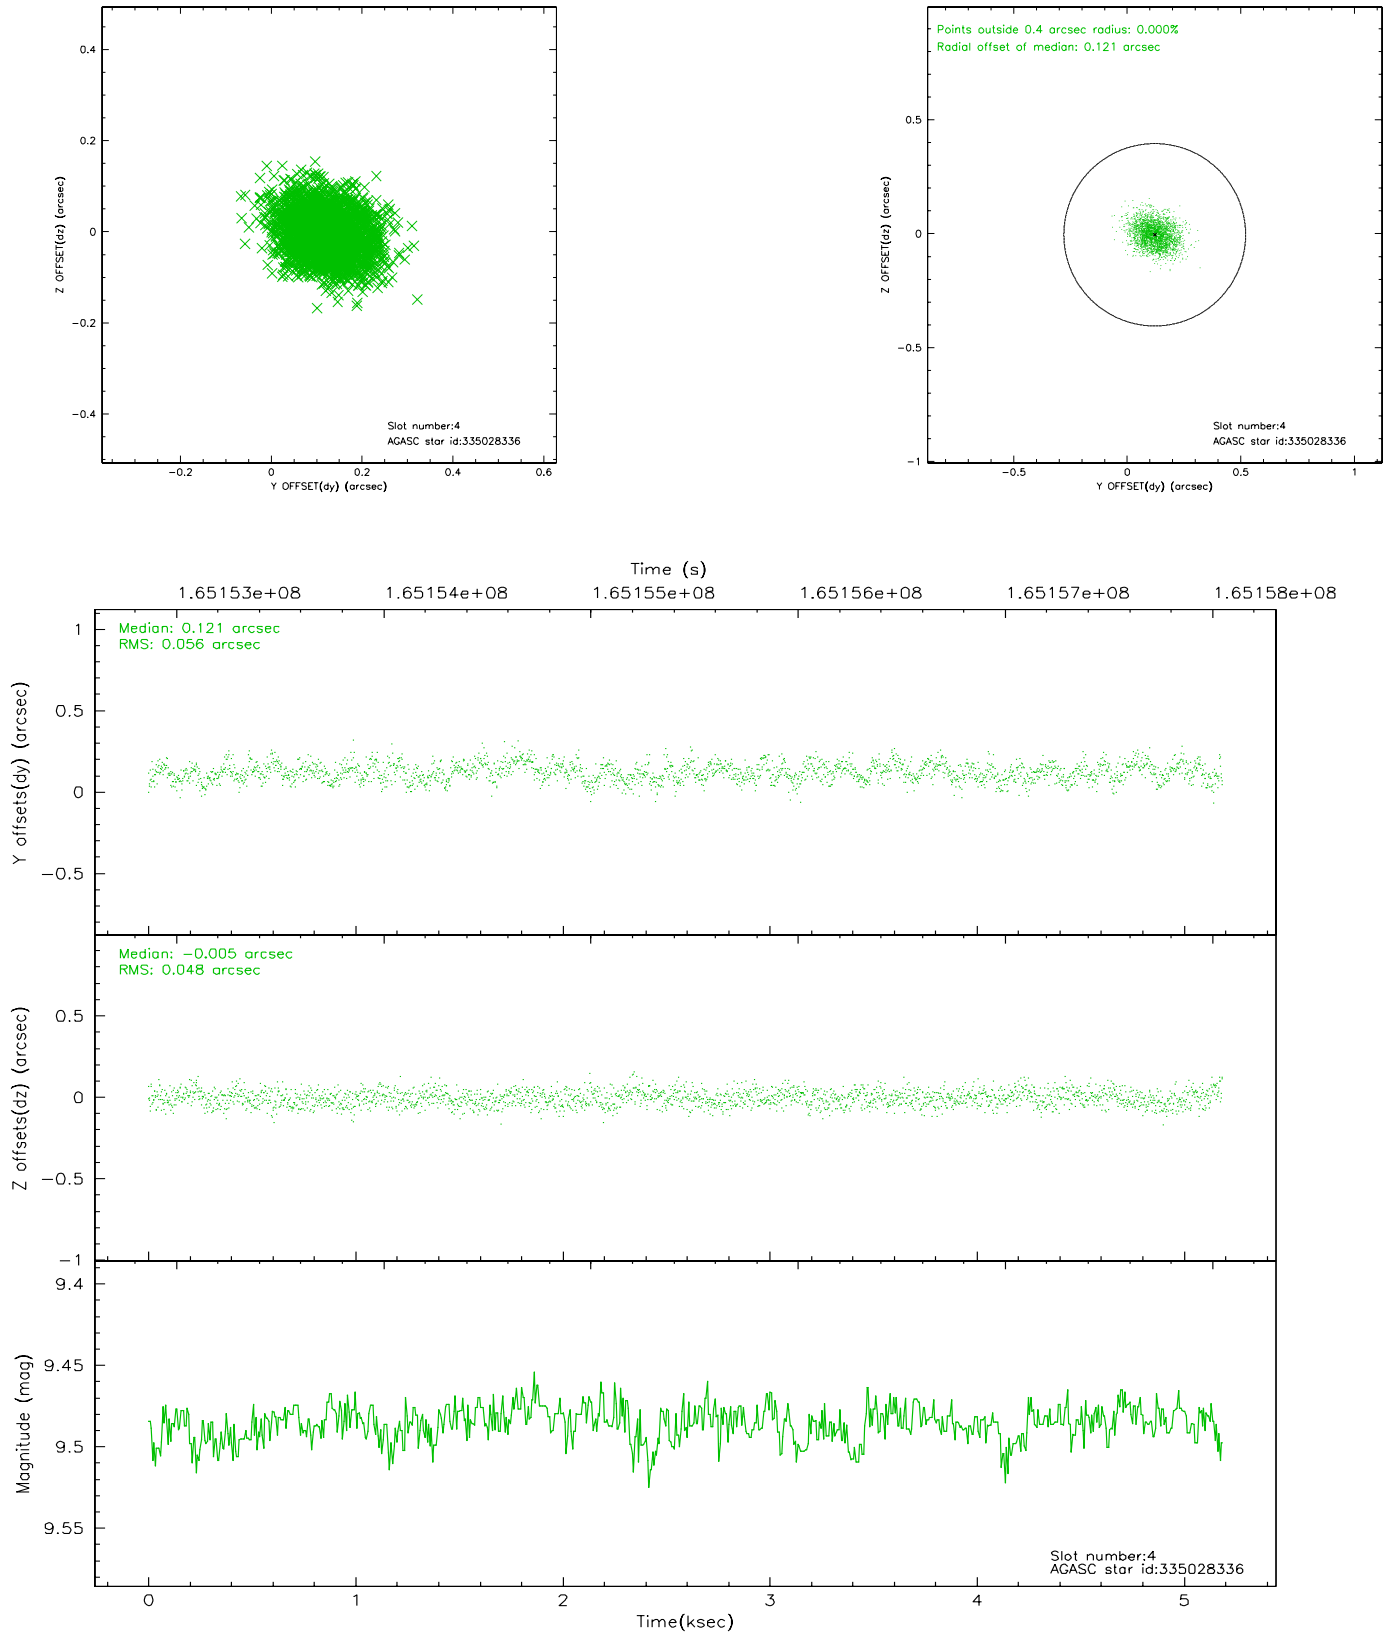 0.4
0.2
0
−0.2
−0.4
Z OFFSET(dz) (arcsec)
Slot number:4
AGASC star id:335028336
−0.2 0 0.2 0.4 0.6
Y OFFSET(dy) (arcsec)
Points outside 0.4 arcsec radius: 0.000%
Radial offset of median: 0.121 arcsec
0.5
0
−0.5
−1
Z OFFSET(dz) (arcsec)
Slot number:4
AGASC star id:335028336
−0.5 0 0.5 1
Y OFFSET(dy) (arcsec)
Time (s)
1.65153e+08 1.65154e+08 1.65155e+08 1.65156e+08 1.65157e+08 1.65158e+08
Median: 0.121 arcsec
RMS: 0.056 arcsec
1
0.5
0
−0.5
Y offsets(dy) (arcsec)
Median: −0.005 arcsec
RMS: 0.048 arcsec
0.5
0
−0.5
−1
Z offsets(dz) (arcsec)
9.4
9.45
9.5
9.55
Magnitude (mag)
Slot number:4
AGASC star id:335028336
0 1 2 3 4 5
Time(ksec)